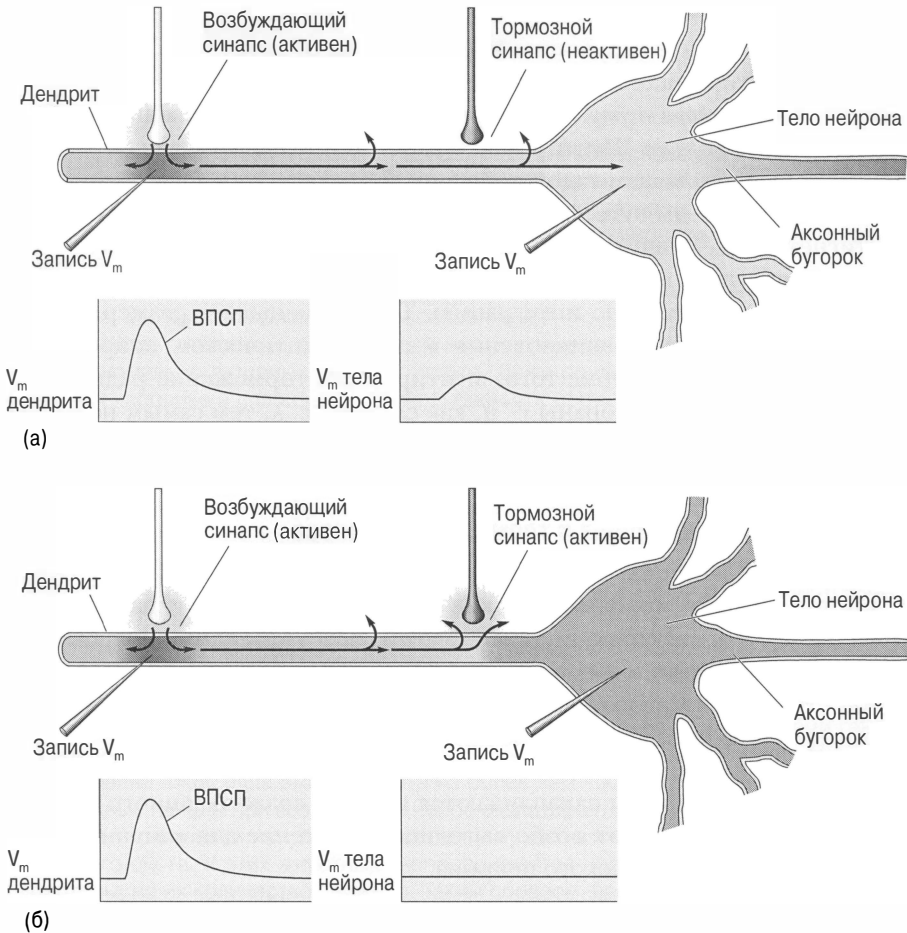 Возбуждающий
синапс (активен)
Тормозной
синапс (неактивен)
Дендрит
Тело нейрона
Запись Vm
Запись Vm
Аксонный
бугорок
ВПСП
Vm
дендрита
Vm тела
нейрона
(а)
Возбуждающий
синапс (активен)
Тормозной
синапс (активен)
Дендрит
Тело нейрона
Запись Vm
Запись Vm
Аксонный
бугорок
ВПСП
Vm
дендрита
Vm тела
нейрона
(б)